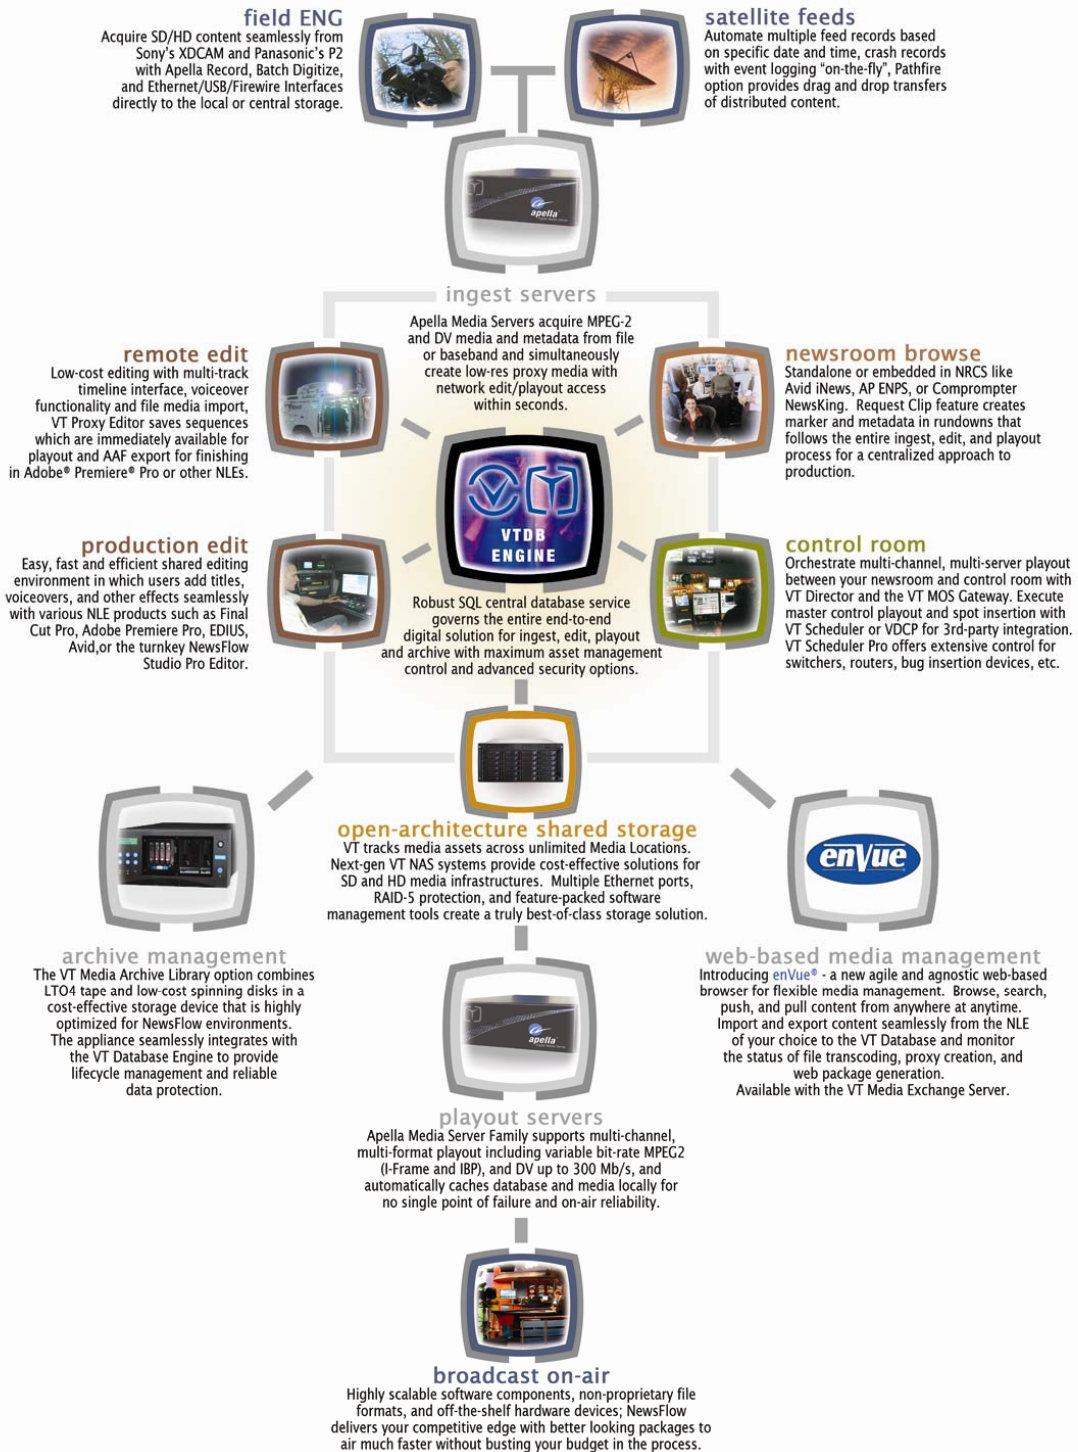 field ENG
Acquire SD/HD content seamlessly from
Sony's XDCAM and Panasonic's P2
with Apella Record, Batch Digitize,
and Ethernet/USB/Firewire Interfaces
directly to the local or central storage.
satellite feeds
Automate multiple feed records based
on specific date and time, crash records
with event logging "on-the-fly", Pathfire
option provides drag and drop transfers
of distributed content.
apella
ingest servers
Apella Media Servers acquire MPEG-2
and DV media and metadata from file
or baseband and simultaneously
create low-res proxy media with
network edit/playout access
within seconds.
remote edit
Low-cost editing with multi-track
timeline interface, voiceover
functionality and file media import,
VT Proxy Editor saves sequences
which are immediately available for
playout and AAF export for finishing
in Adobe® Premiere® Pro or other NLEs.
newsroom browse
Standalone or embedded in NRCS like
Avid iNews, AP ENPS, or Comprompter
NewsKing. Request Clip feature creates
marker and metadata in rundowns that
follows the entire ingest, edit, and playout
process for a centralized approach to
production.
VTDB
ENGINE
production edit
Easy, fast and efficient shared editing
environment in which users add titles,
voiceovers, and other effects seamlessly
with various NLE products such as Final
Cut Pro, Adobe Premiere Pro, EDIUS,
Avid,or the turnkey NewsFlow
Studio Pro Editor.
control room
Orchestrate multi-channel, multi-server playout
between your newsroom and control room with
VT Director and the VT MOS Gateway. Execute
master control playout and spot insertion with
VT Scheduler or VDCP for 3rd-party integration.
VT Scheduler Pro offers extensive control for
switchers, routers, bug insertion devices, etc.
Robust SQL central database service
governs the entire end-to-end
digital solution for ingest, edit, playout
and archive with maximum asset management
control and advanced security options.
open-architecture shared storage
VT tracks media assets across unlimited Media Locations.
Next-gen VT NAS systems provide cost-effective solutions for
SD and HD media infrastructures. Multiple Ethernet ports,
RAID-5 protection, and feature-packed software
management tools create a truly best-of-class storage solution.
enVue
archive management
The VT Media Archive Library option combines
LTO4 tape and low-cost spinning disks in a
cost-effective storage device that is highly
optimized for NewsFlow environments.
The appliance seamlessly integrates with
the VT Database Engine to provide
lifecycle management and reliable
data protection.
web-based media management
Introducing enVue® - a new agile and agnostic web-based
browser for flexible media management. Browse, search,
push, and pull content from anywhere at anytime.
Import and export content seamlessly from the NLE
of your choice to the VT Database and monitor
the status of file transcoding, proxy creation, and
web package generation.
Available with the VT Media Exchange Server.
apella
playout servers
Apella Media Server Family supports multi-channel,
multi-format playout including variable bit-rate MPEG2
(I-Frame and IBP), and DV up to 300 Mb/s, and
automatically caches database and media locally for
no single point of failure and on-air reliability.
broadcast on-air
Highly scalable software components, non-proprietary file
formats, and off-the-shelf hardware devices; NewsFlow
delivers your competitive edge with better looking packages to
air much faster without busting your budget in the process.